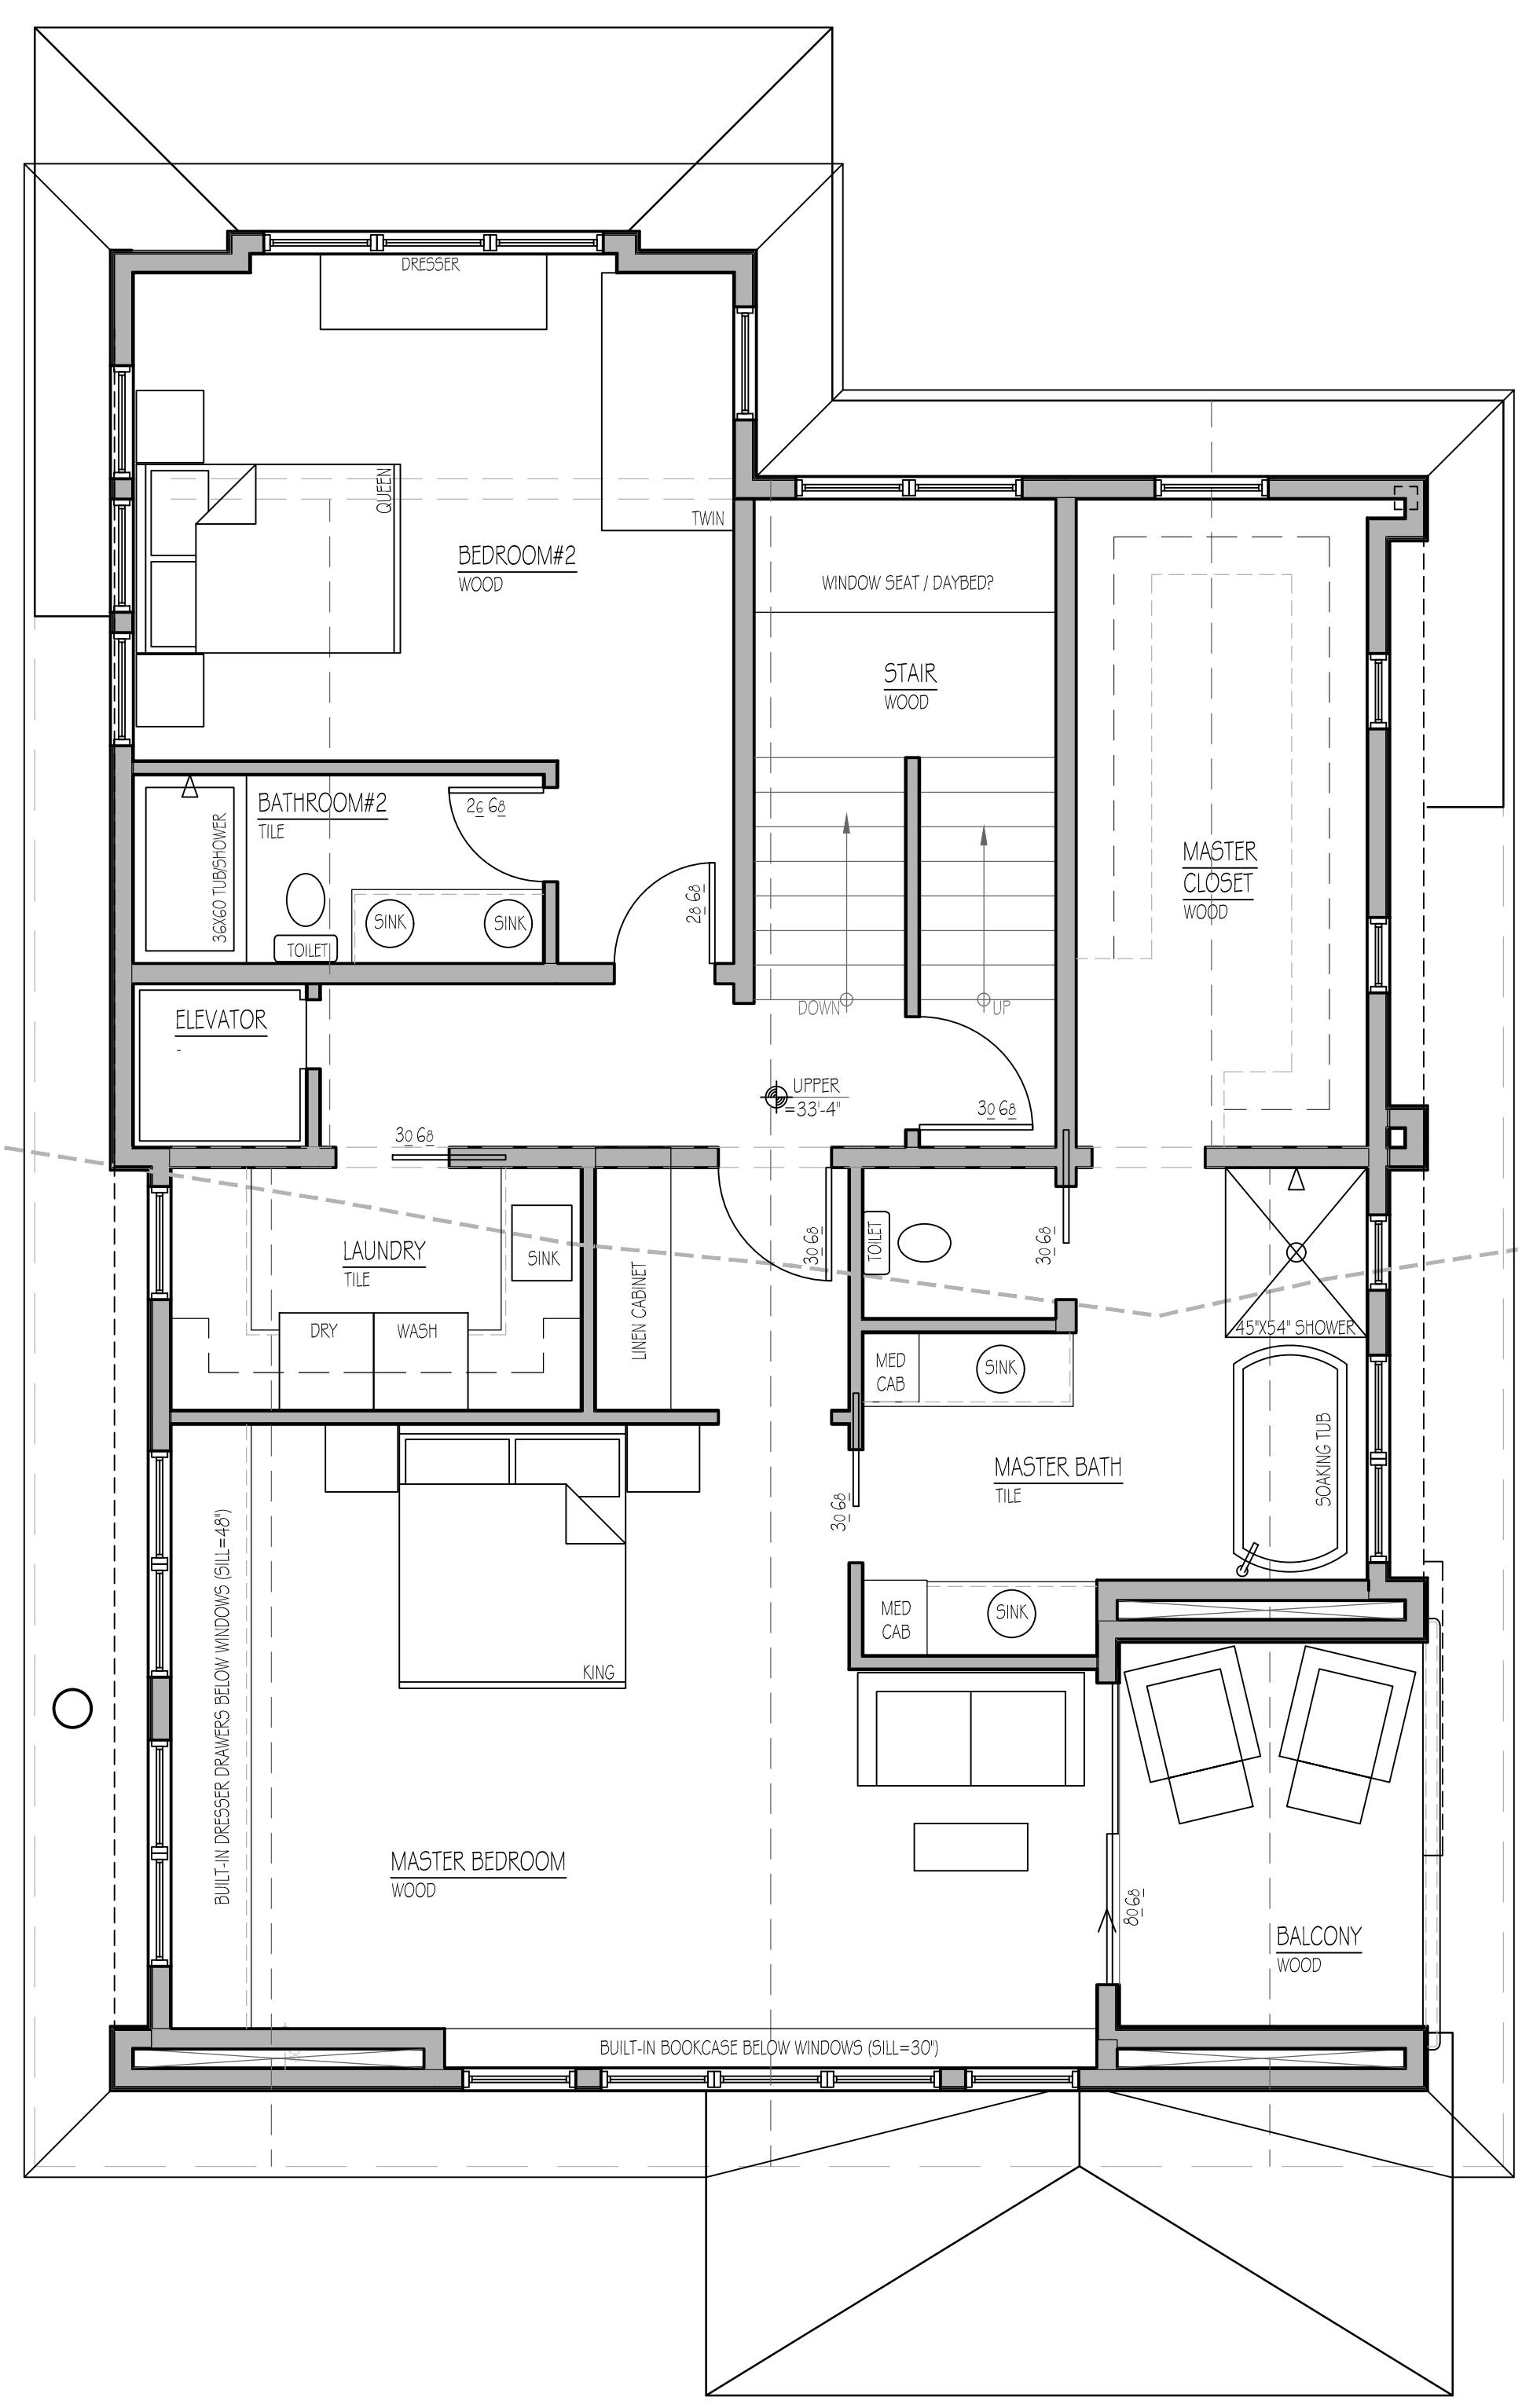 DRESSER
QUEEN
TWIN
BEDROOM#2
WOOD
WINDOW SEAT / DAYBED?
STAIR
WOOD
BATHROOM#2
TILE
26 68
36X60 TUB/SHOWER
SINK
SINK
TOILET
28 68
MASTER
CLOSET
WOOD
DOWN
UP
ELEVATOR
-
UPPER
=33'-4"
30 68
30 68
LAUNDRY
TILE
SINK
DRY
WASH
LINEN CABINET
30 68
TOILET
30 68
45"X54" SHOWER
MED
CAB
SINK
MASTER BATH
TILE
SOAKING TUB
30 68
MED
CAB
SINK
KING
BUILT-IN DRESSER DRAWERS BELOW WINDOWS (SILL=48")
MASTER BEDROOM
WOOD
80 68
BALCONY
WOOD
BUILT-IN BOOKCASE BELOW WINDOWS (SILL=30")